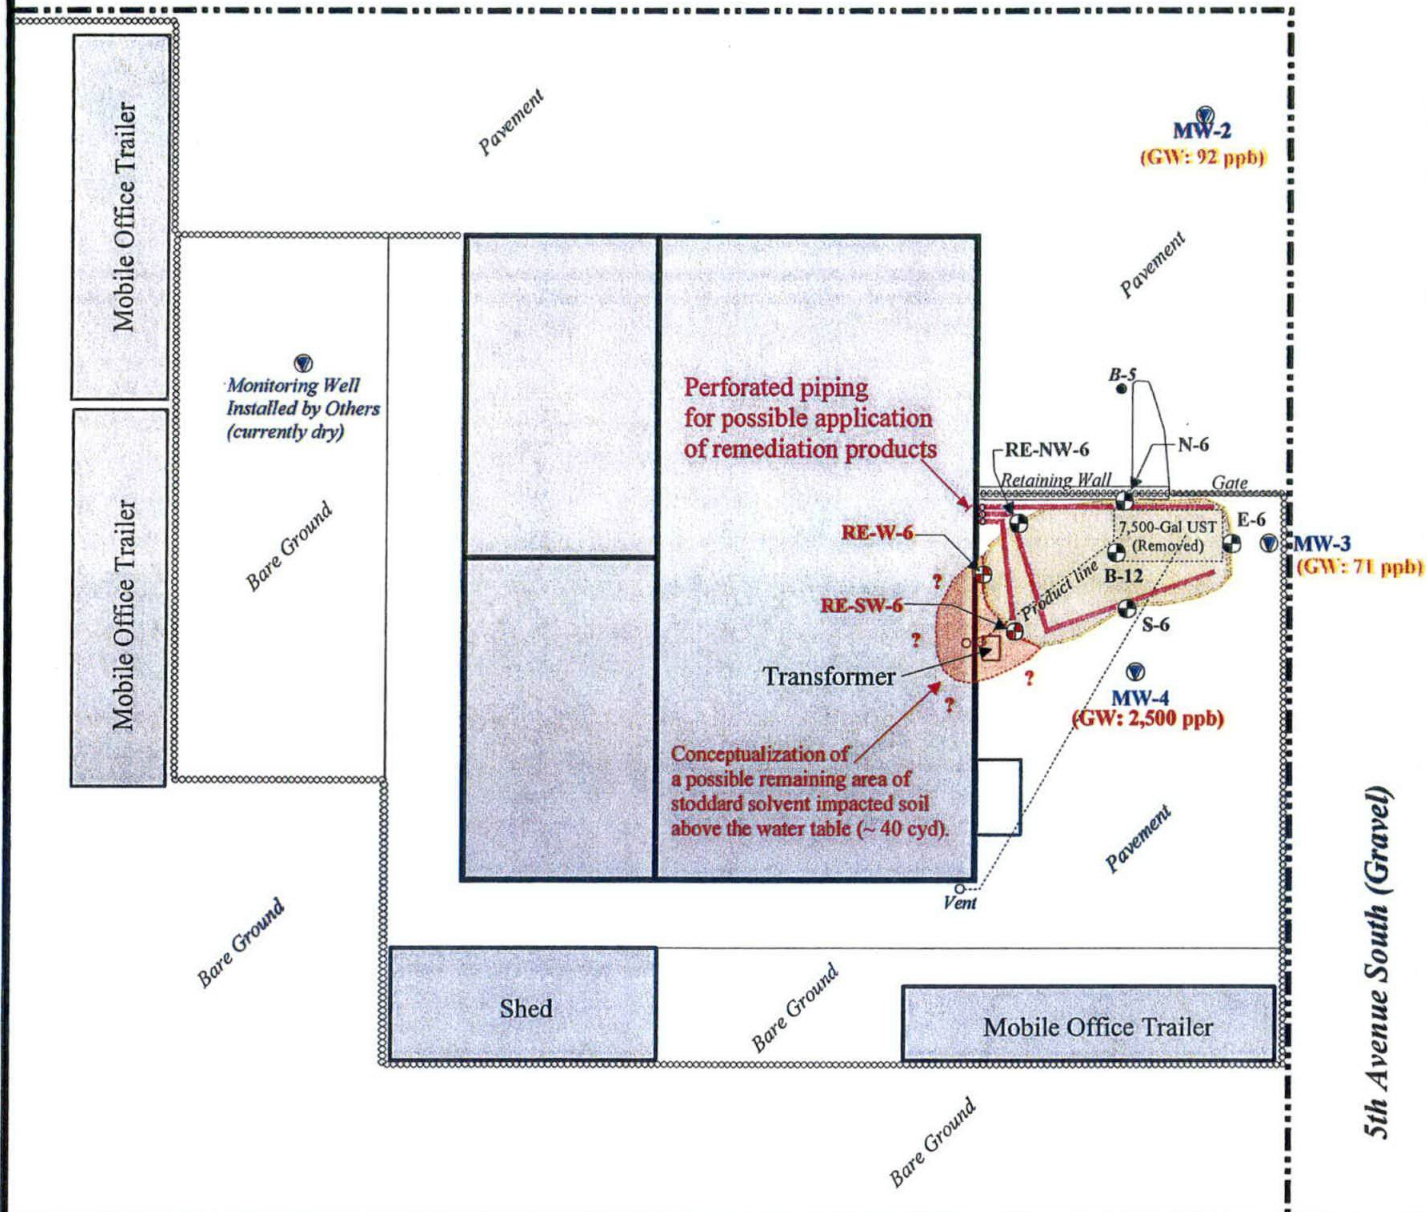 Mobile Office Trailer
Pavement
MW-2
(GW: 92 ppb)
Pavement
Monitoring Well
Installed by Others
(currently dry)
Perforated piping
for possible application
of remediation products
B-5
RE-NW-6
N-6
Retaining Wall
Gate
RE-W-6
7,500-Gal UST
(Removed)
E-6
MW-3
(GW: 71 ppb)
B-12
Product line
RE-SW-6
S-6
?
?
?
?
Transformer
MW-4
(GW: 2,500 ppb)
Mobile Office Trailer
Bare Ground
Conceptualization of
a possible remaining area of
stoddard solvent impacted soil
above the water table (~ 40 cyd).
Pavement
Vent
5th Avenue South (Gravel)
Bare Ground
Shed
Bare Ground
Mobile Office Trailer
Bare Ground